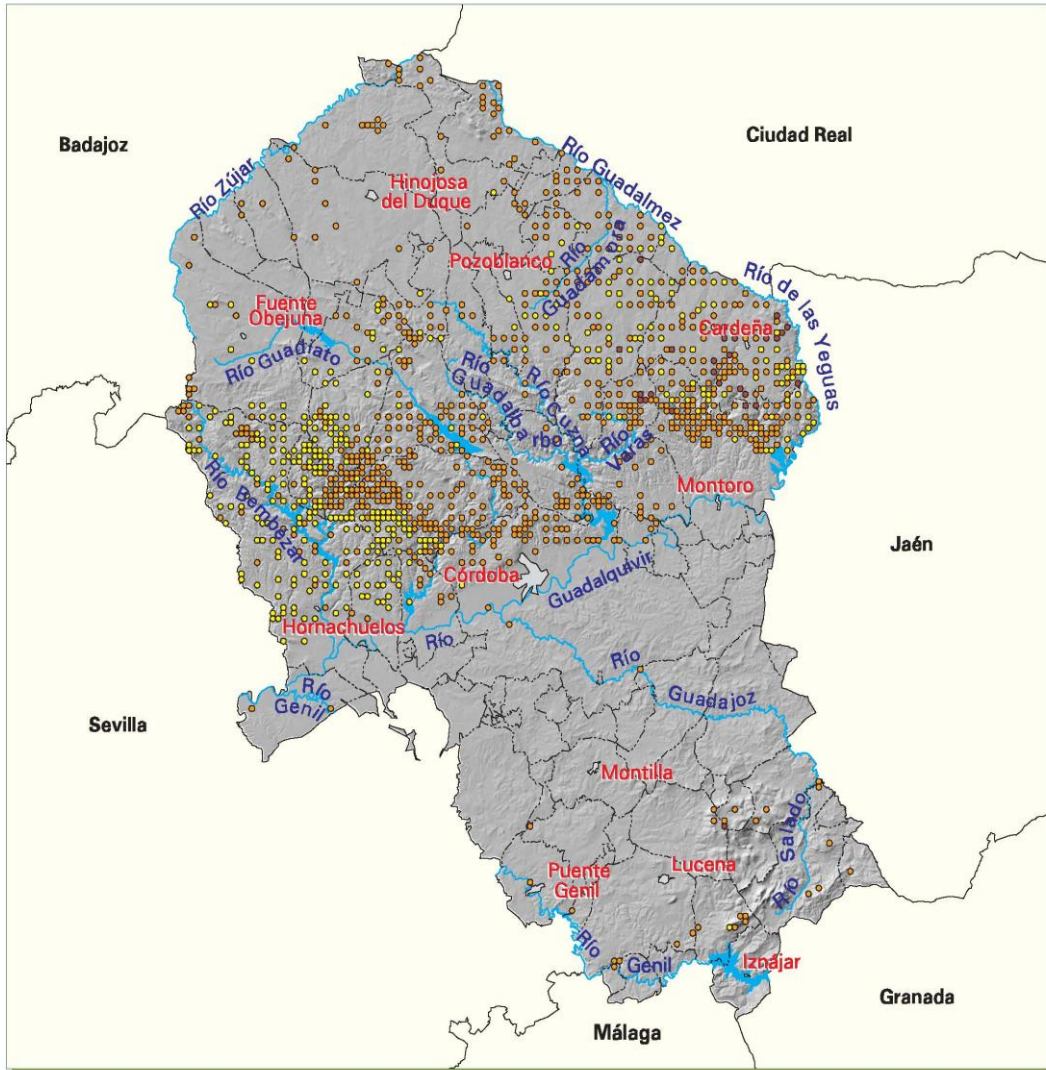 Badajoz
Ciudad Real
Río Zújar
Río Guadalmez
Hinojosa
del Duque
Río
Guadamora
Pozoblanco
Río de las Yeguas
Fuente
Obejuna
Cardeña
Río Guadiato
Río
Guadalbarbo
Río Cuzna
Río
Varas
Montoro
Río Bembézar
Jaén
Córdoba
Guadalquivir
Hornachuelos
Río
Río
Río
Genil
Guadajoz
Sevilla
Montilla
Río Salado
Puente
Genil
Lucena
Río
Genil
Iznájar
Granada
Málaga